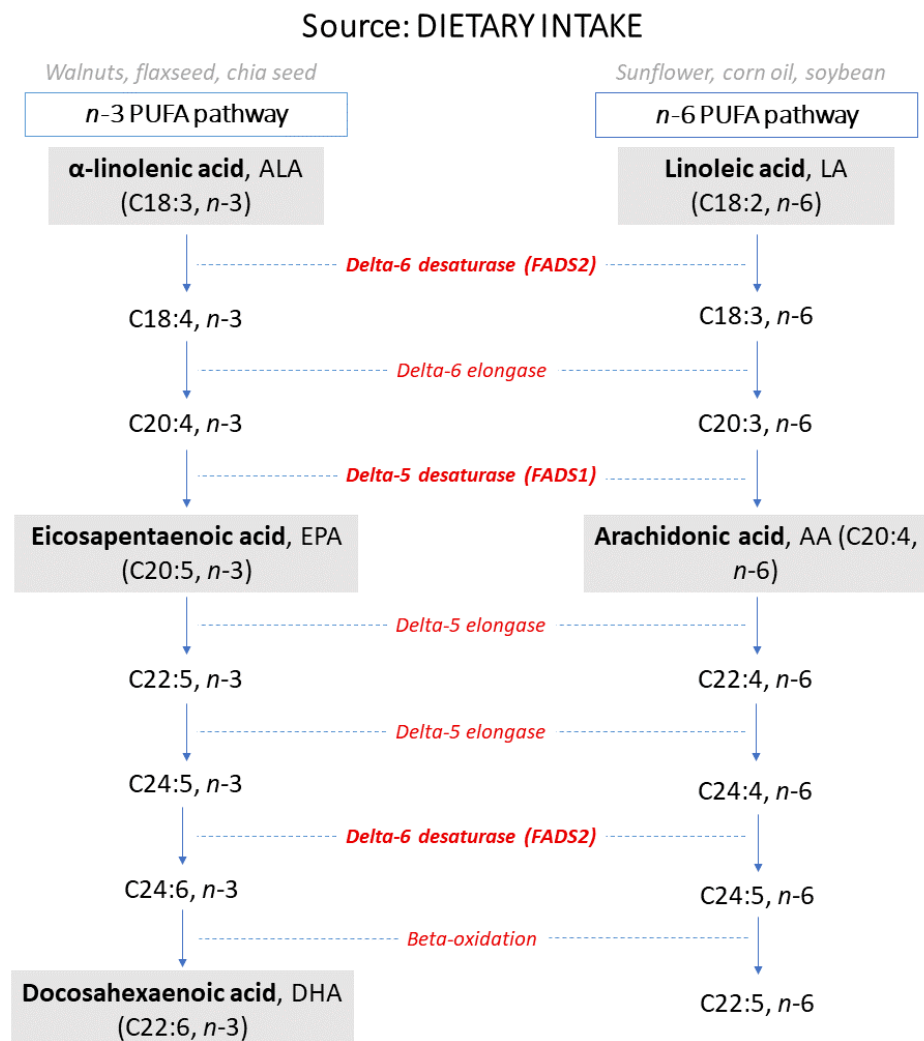 Source: DIETARY INTAKE
Walnuts, flaxseed, chia seed
Sunflower, corn oil, soybean
n-3 PUFA pathway
n-6 PUFA pathway
α-linolenic acid, ALA
(C18:3, n-3)
Linoleic acid, LA
(C18:2, n-6)
Delta-6 desaturase (FADS2)
C18:4, n-3
C18:3, n-6
Delta-6 elongase
C20:4, n-3
C20:3, n-6
Delta-5 desaturase (FADS1)
Eicosapentaenoic acid, EPA
(C20:5, n-3)
Arachidonic acid, AA (C20:4,
n-6)
Delta-5 elongase
C22:5, n-3
C22:4, n-6
Delta-5 elongase
C24:5, n-3
C24:4, n-6
Delta-6 desaturase (FADS2)
C24:6, n-3
C24:5, n-6
Beta-oxidation
Docosahexaenoic acid, DHA
(C22:6, n-3)
C22:5, n-6